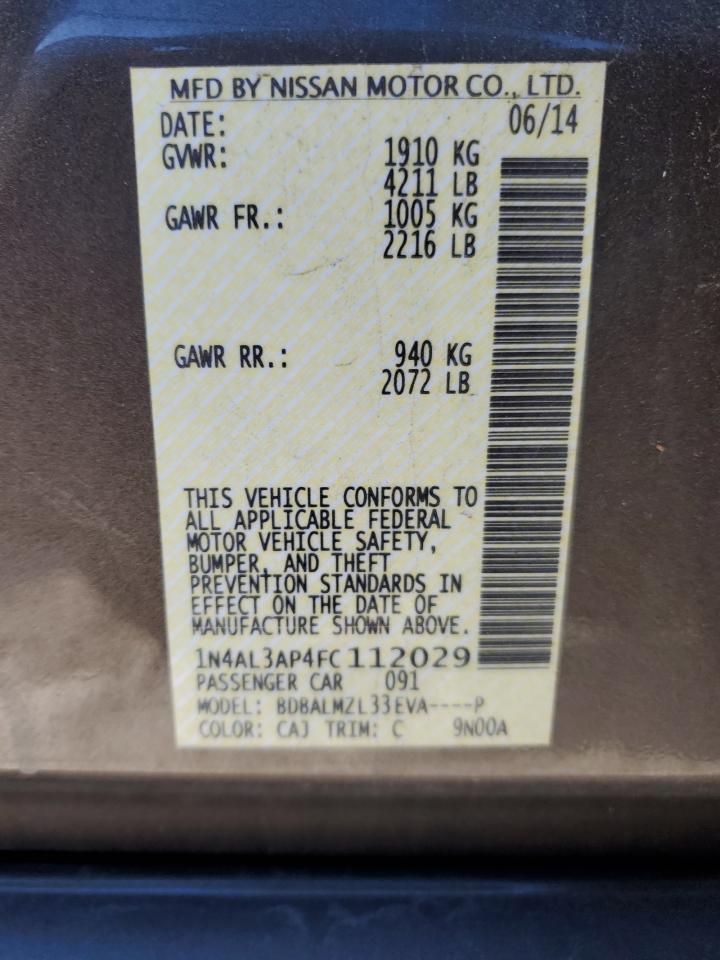 MFD BY NISSAN MOTOR CO., LTD.
DATE: 06/14
GVWR: 1910 KG
4211 LB
GAWR FR.: 1005 KG
2216 LB
GAWR RR.: 940 KG
2072 LB
THIS VEHICLE CONFORMS TO
ALL APPLICABLE FEDERAL
MOTOR VEHICLE SAFETY,
BUMPER, AND THEFT
PREVENTION STANDARDS IN
EFFECT ON THE DATE OF
MANUFACTURE SHOWN ABOVE.
1N4AL3AP4FC112029
PASSENGER CAR 091
MODEL: BDBALMZL33EVA----P
COLOR: CAJ TRIM: C 9N00A